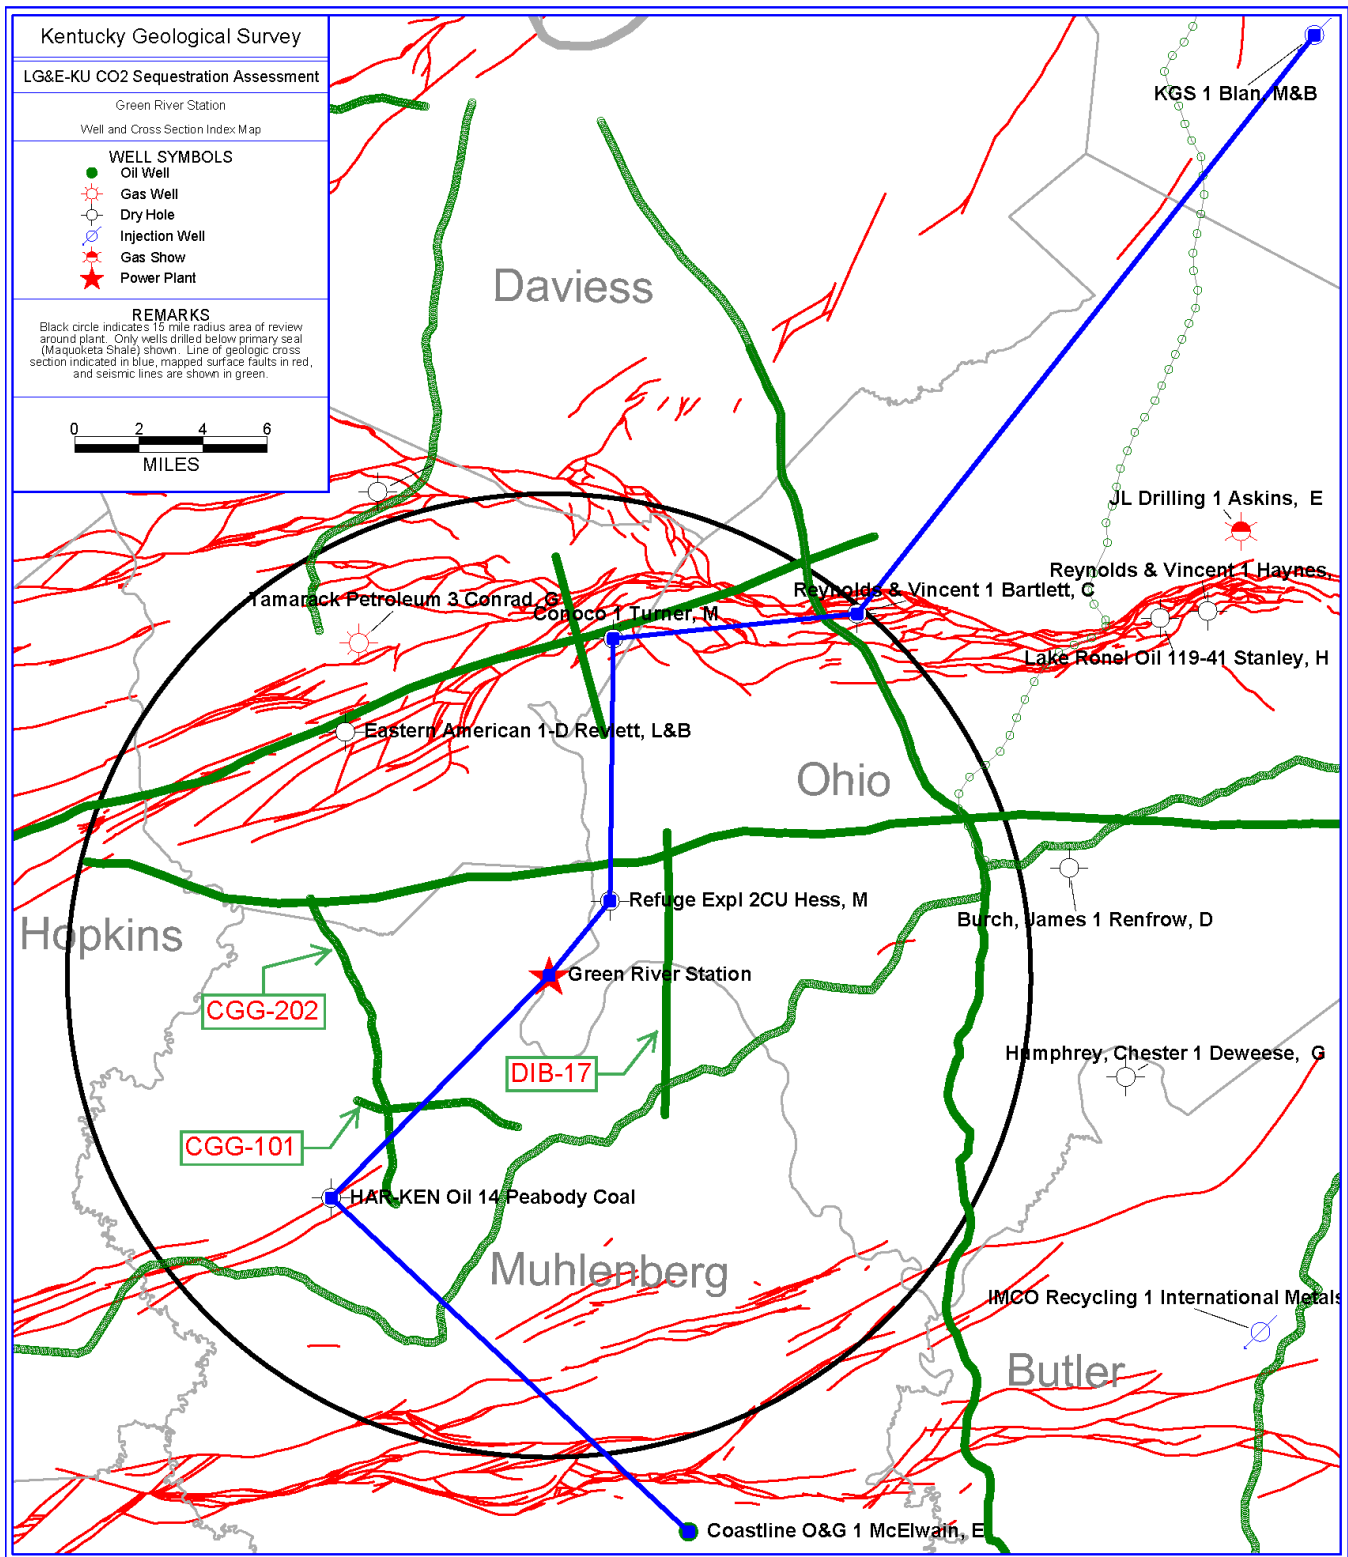 Kentucky Geological Survey
LG&E-KU CO2 Sequestration Assessment
Green River Station
Well and Cross Section Index Map
WELL SYMBOLS
Oil Well
Gas Well
Dry Hole
Injection Well
Gas Show
Power Plant
REMARKS
Black circle indicates 15 mile radius area of review
around plant. Only wells drilled below primary seal
(Maquoketa Shale) shown. Line of geologic cross
section indicated in blue, mapped surface faults in red,
and seismic lines are shown in green.
0 2 4 6
MILES
KGS 1 Blan, M&B
Daviess
JL Drilling 1 Askins, E
Reynolds & Vincent 1 Haynes,
Reynolds & Vincent 1 Bartlett, C
Tamarack Petroleum 3 Conrad, G
Conoco 1 Turner, M
Lake Ronel Oil 119-41 Stanley, H
Eastern American 1-D Revlett, L&B
Ohio
Refuge Expl 2CU Hess, M
Burch, James 1 Renfrow, D
Hopkins
Green River Station
CGG-202
Humphrey, Chester 1 Deweese, G
DIB-17
CGG-101
HAR-KEN Oil 14 Peabody Coal
Muhlenberg
IMCO Recycling 1 International Metals
Butler
Coastline O&G 1 McElwain, E